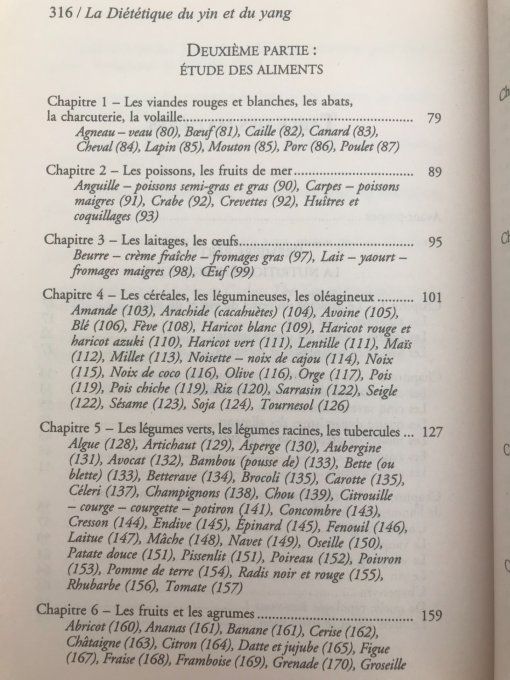 316 / La Diététique du yin et du yang
DEUXIÈME PARTIE :
ÉTUDE DES ALIMENTS
Chapitre 1 – Les viandes rouges et blanches, les abats,
la charcuterie, la volaille.................................................... 79
Agneau – veau (80), Bœuf (81), Caille (82), Canard (83),
Cheval (84), Lapin (85), Mouton (85), Porc (86), Poulet (87)
Chapitre 2 – Les poissons, les fruits de mer........................... 89
Anguille – poissons semi-gras et gras (90), Carpes – poissons
maigres (91), Crabe (92), Crevettes (92), Huîtres et
coquillages (93)
Chapitre 3 – Les laitages, les œufs........................................ 95
Beurre – crème fraîche – fromages gras (97), Lait – yaourt –
fromages maigres (98), Œuf (99)
Chapitre 4 – Les céréales, les légumineuses, les oléagineux .......... 101
Amande (103), Arachide (cacahuètes) (104), Avoine (105),
Blé (106), Fève (108), Haricot blanc (109), Haricot rouge et
haricot azuki (110), Haricot vert (111), Lentille (111), Maïs
(112), Millet (113), Noisette – noix de cajou (114), Noix
(115), Noix de coco (116), Olive (116), Orge (117), Pois
(119), Pois chiche (119), Riz (120), Sarrasin (122), Seigle
(122), Sésame (123), Soja (124), Tournesol (126)
Chapitre 5 – Les légumes verts, les légumes racines, les tubercules ... 127
Algue (128), Artichaut (129), Asperge (130), Aubergine
(131), Avocat (132), Bambou (pousse de) (133), Bette (ou
blette) (133), Betterave (134), Brocoli (135), Carotte (135),
Céleri (137), Champignons (138), Chou (139), Citrouille
– courge – courgette – potiron (141), Concombre (143),
Cresson (144), Endive (145), Épinard (145), Fenouil (146),
Laitue (147), Mâche (148), Navet (149), Oseille (150),
Patate douce (151), Pissenlit (151), Poireau (152), Poivron
(153), Pomme de terre (154), Radis noir et rouge (155),
Rhubarbe (156), Tomate (157)
Chapitre 6 – Les fruits et les agrumes .................................. 159
Abricot (160), Ananas (161), Banane (161), Cerise (162),
Châtaigne (163), Citron (164), Datte et jujube (165), Figue
(167), Fraise (168), Framboise (169), Grenade (170), Groseille